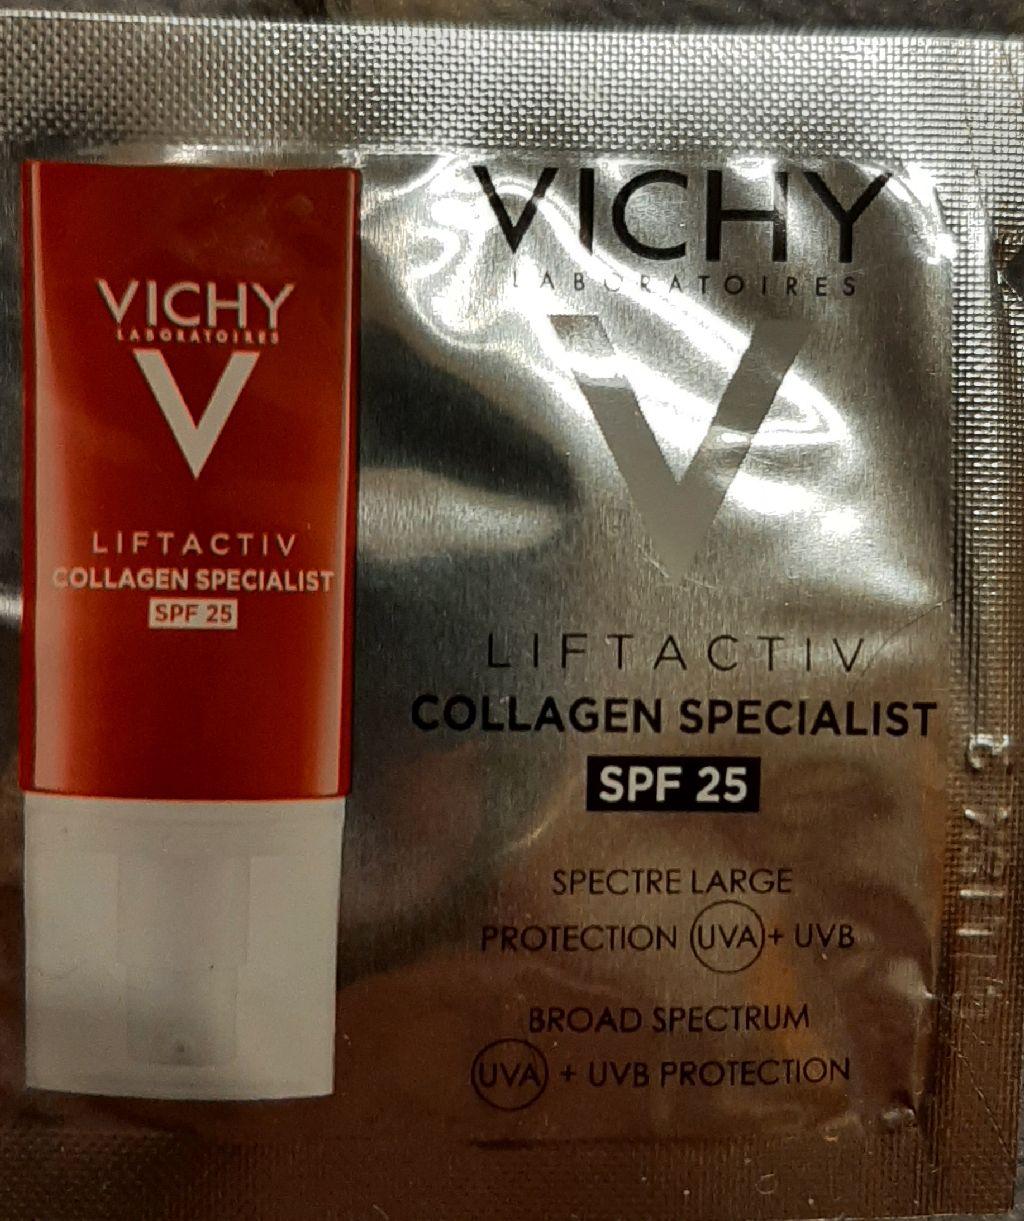 VICHY
LABORATOIRES
LIFTACTIV
COLLAGEN SPECIALIST
SPF 25
VICHY
LABORATOIRES
LIFTACTIV
COLLAGEN SPECIALIST
SPF 25
SPECTRE LARGE
PROTECTION UVA + UVB
BROAD SPECTRUM
UVA + UVB PROTECTION